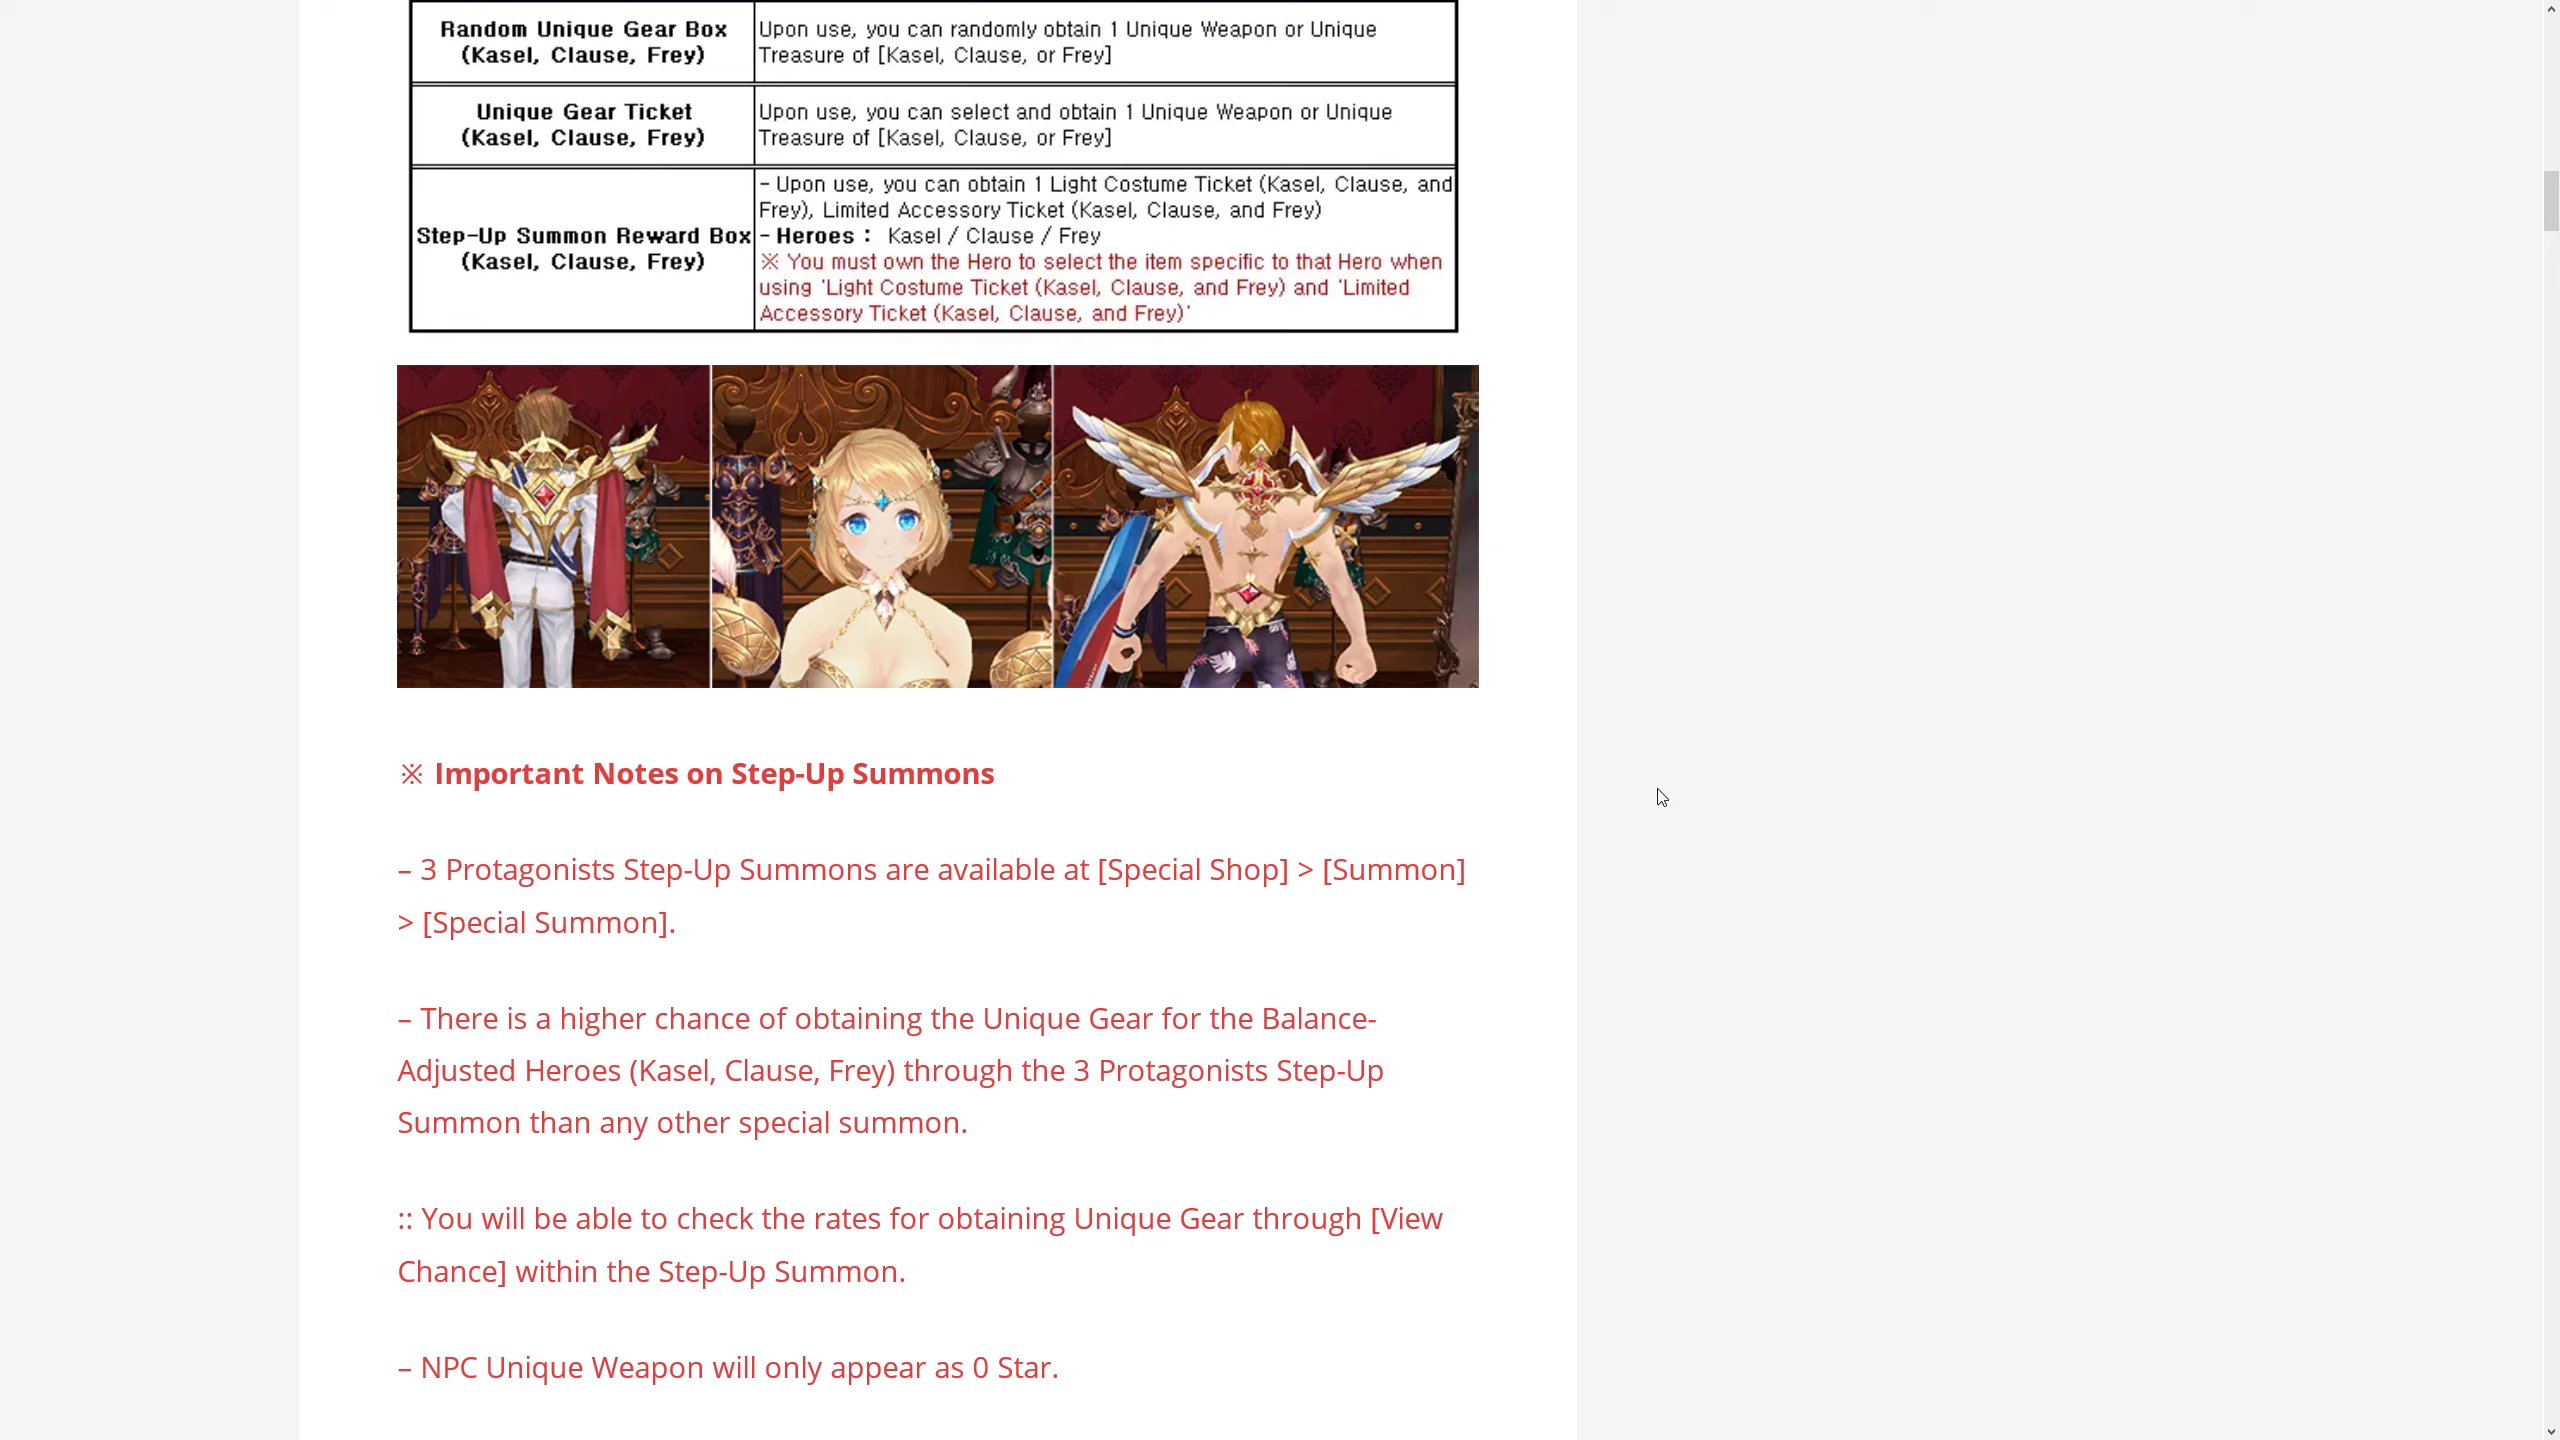 Random Unique Gear Box
(Kasel, Clause, Frey)
Upon use, you can randomly obtain 1 Unique Weapon or Unique
Treasure of [Kasel, Clause, or Frey]
Unique Gear Ticket
(Kasel, Clause, Frey)
Upon use, you can select and obtain 1 Unique Weapon or Unique
Treasure of [Kasel, Clause, or Frey]
Step-Up Summon Reward Box
(Kasel, Clause, Frey)
- Upon use, you can obtain 1 Light Costume Ticket (Kasel, Clause, and
Frey), Limited Accessory Ticket (Kasel, Clause, and Frey)
- Heroes : Kasel / Clause / Frey
※ You must own the Hero to select the item specific to that Hero when
using 'Light Costume Ticket (Kasel, Clause, and Frey) and 'Limited
Accessory Ticket (Kasel, Clause, and Frey)'
※ Important Notes on Step-Up Summons
– 3 Protagonists Step-Up Summons are available at [Special Shop] > [Summon]
> [Special Summon].
– There is a higher chance of obtaining the Unique Gear for the Balance-
Adjusted Heroes (Kasel, Clause, Frey) through the 3 Protagonists Step-Up
Summon than any other special summon.
:: You will be able to check the rates for obtaining Unique Gear through [View
Chance] within the Step-Up Summon.
– NPC Unique Weapon will only appear as 0 Star.